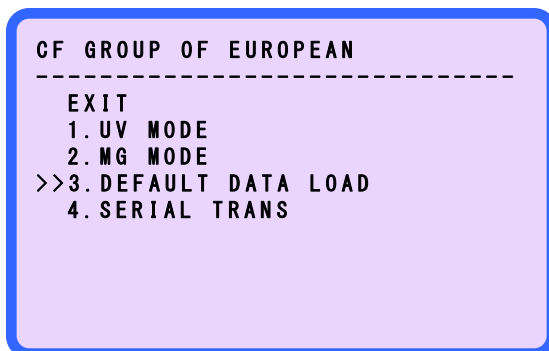 CF GROUP OF EUROPEAN
------------------------------
EXIT
1.UV MODE
2.MG MODE
>>3.DEFAULT DATA LOAD
4.SERIAL TRANS